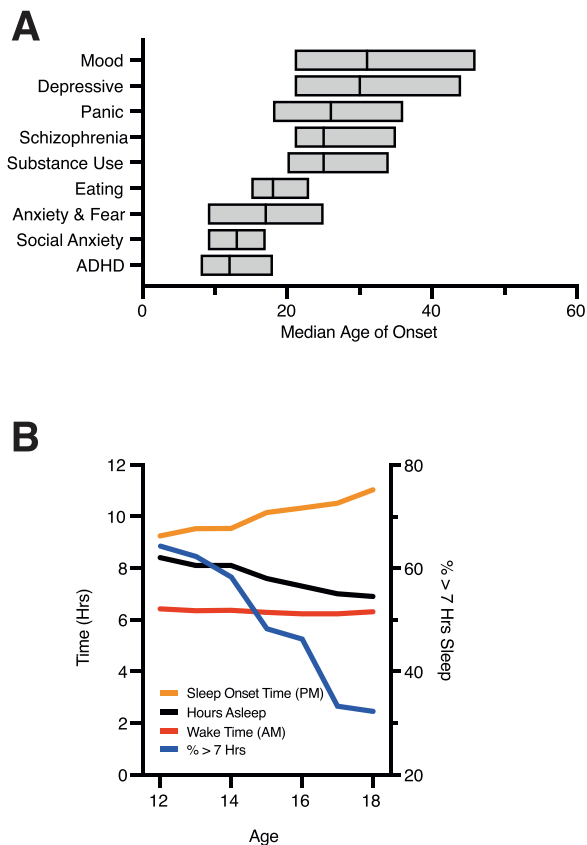 A
Mood
Depressive
Panic
Schizophrenia
Substance Use
Eating
Anxiety & Fear
Social Anxiety
ADHD
0 20 40 60
Median Age of Onset
B
12 80
10
8 60
6
4 40
2
0 20
Time (Hrs)
% > 7 Hrs Sleep
Sleep Onset Time (PM)
Hours Asleep
Wake Time (AM)
% > 7 Hrs
12 14 16 18
Age